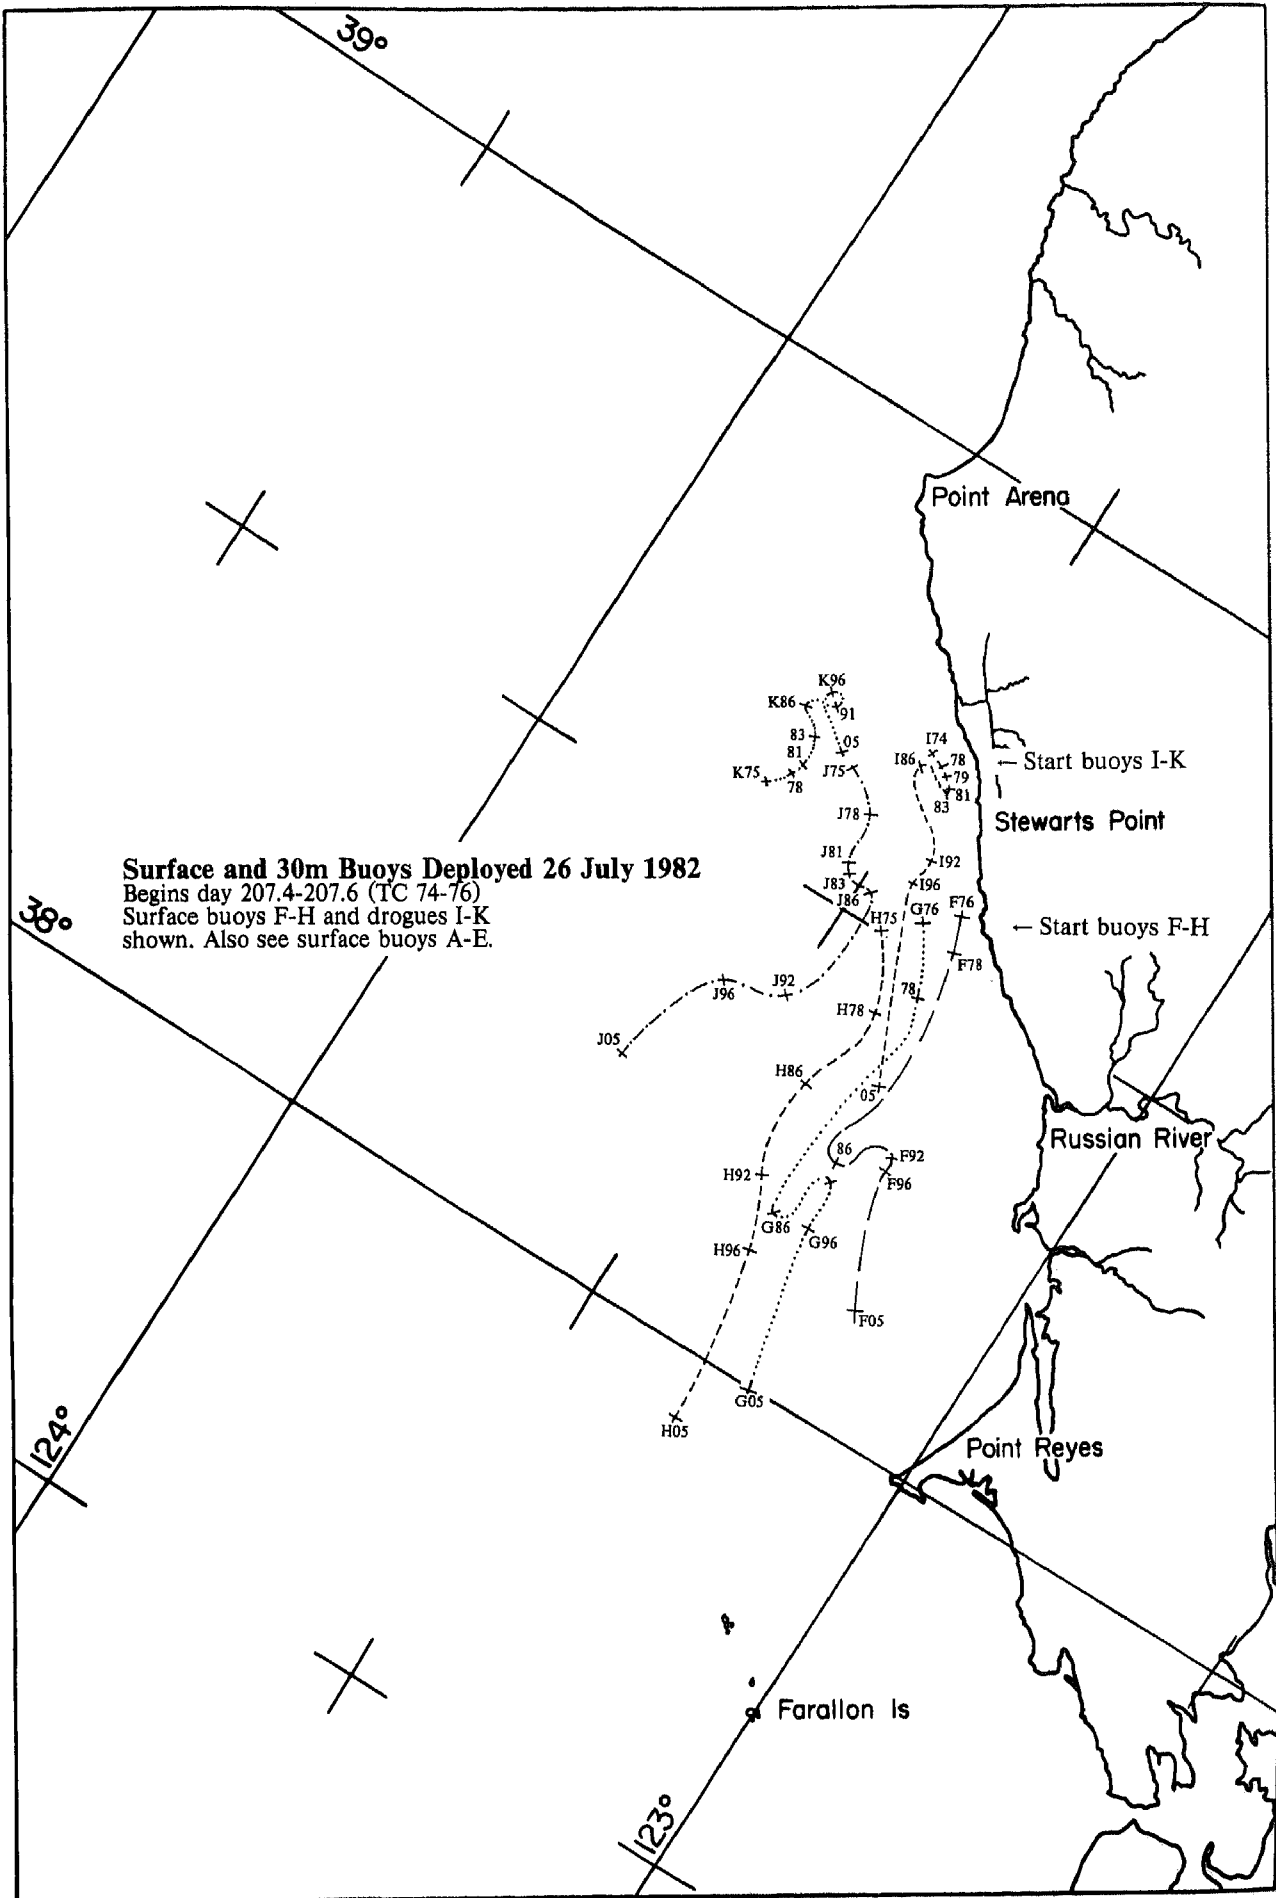 39°
Point Arena
K96
K86
91
83
05
81
K75
78
J75
I74
I86
78
79
81
83
← Start buoys I-K
J78
Stewarts Point
J81
I92
J83
I96
J86
Surface and 30m Buoys Deployed 26 July 1982
Begins day 207.4-207.6 (TC 74-76)
Surface buoys F-H and drogues I-K
shown. Also see surface buoys A-E.
38°
H75
G76
F76
← Start buoys F-H
F78
J96
J92
78
H78
J05
H86
05
86
Russian River
F92
H92
F96
G86
G96
H96
F05
G05
H05
124°
Point Reyes
Farallon Is
123°